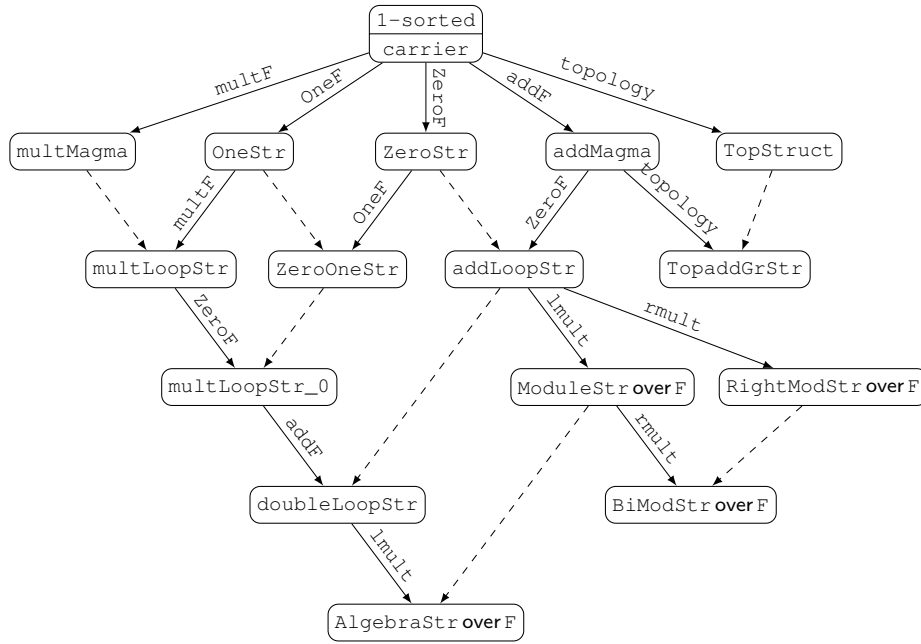 1-sorted
carrier
multF
OneF
ZeroF
addF
topology
multMagma
OneStr
ZeroStr
addMagma
TopStruct
multF
OneF
ZeroF
topology
multLoopStr
ZeroOneStr
addLoopStr
TopaddGrStr
ZeroF
lmult
rmult
multLoopStr_0
ModuleStr over F
RightModStr over F
addF
rmult
doubleLoopStr
BiModStr over F
lmult
AlgebraStr over F